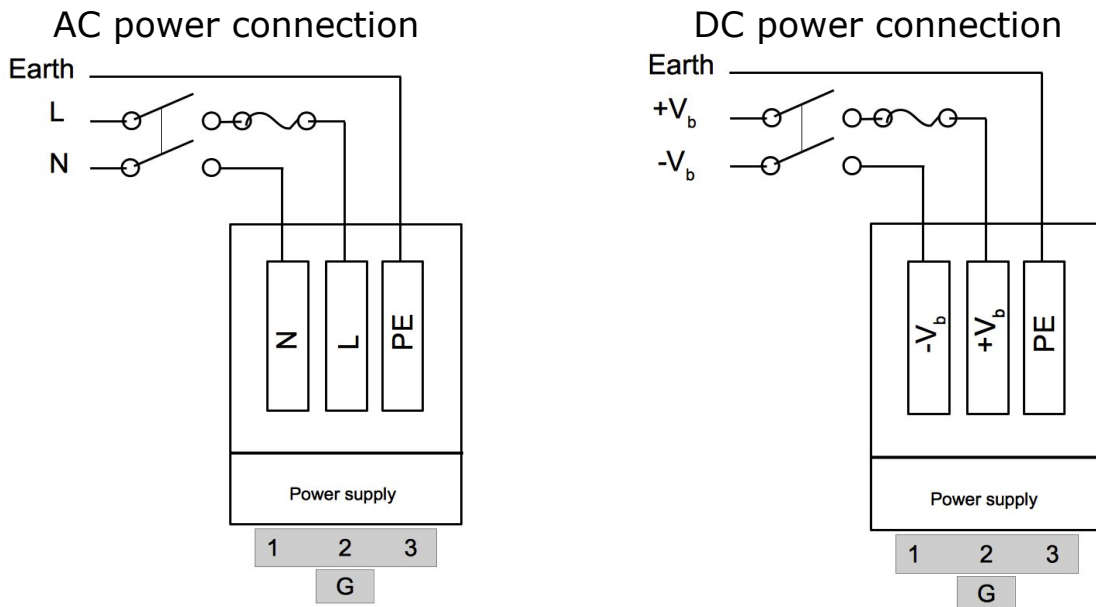 AC power connection
Earth
L
N
N
L
PE
Power supply
1 2 3
G
DC power connection
Earth
+Vb
-Vb
-Vb
+Vb
PE
Power supply
1 2 3
G